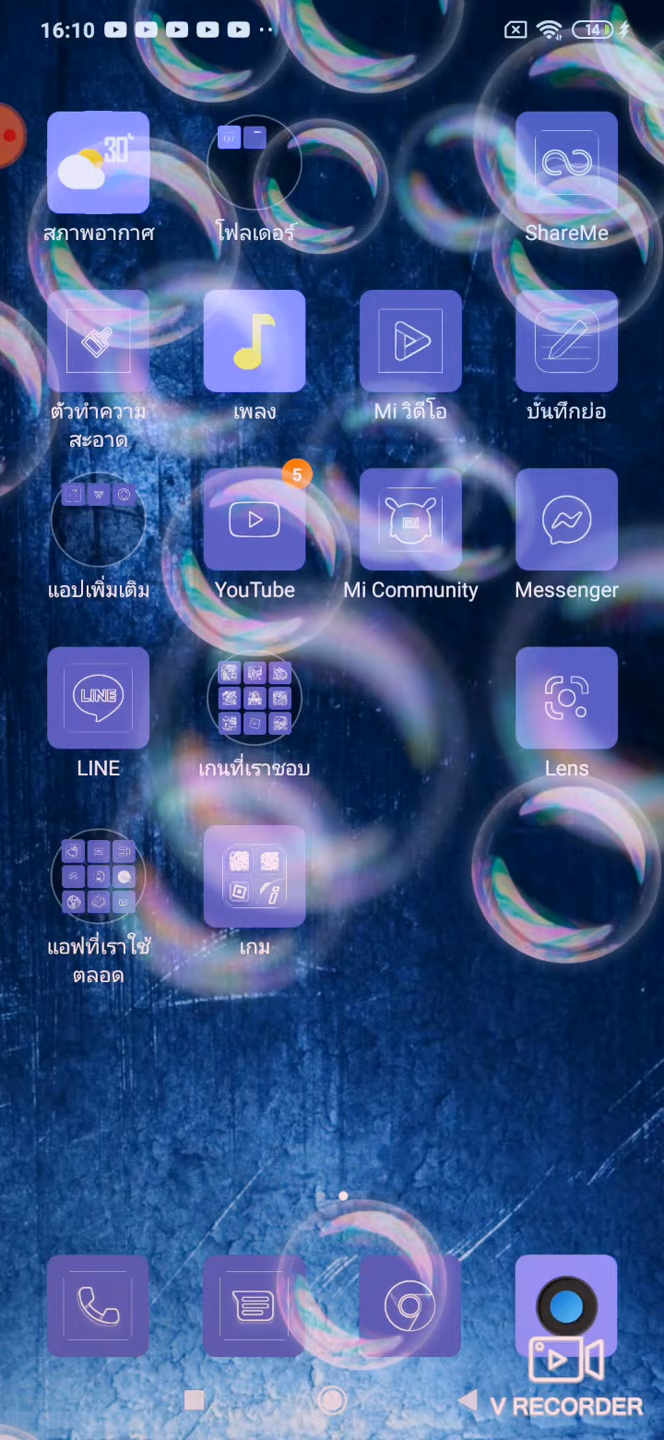 16:10
14
30°
สภาพอากาศ
โฟลเดอร์
ShareMe
ตัวทำความ
สะอาด
เพลง
Mi วิดีโอ
บันทึกย่อ
5
แอปเพิ่มเติม
YouTube
Mi Community
Messenger
LINE
LINE
เกนที่เราชอบ
Lens
แอฟที่เราใช้
ตลอด
เกม
V RECORDER